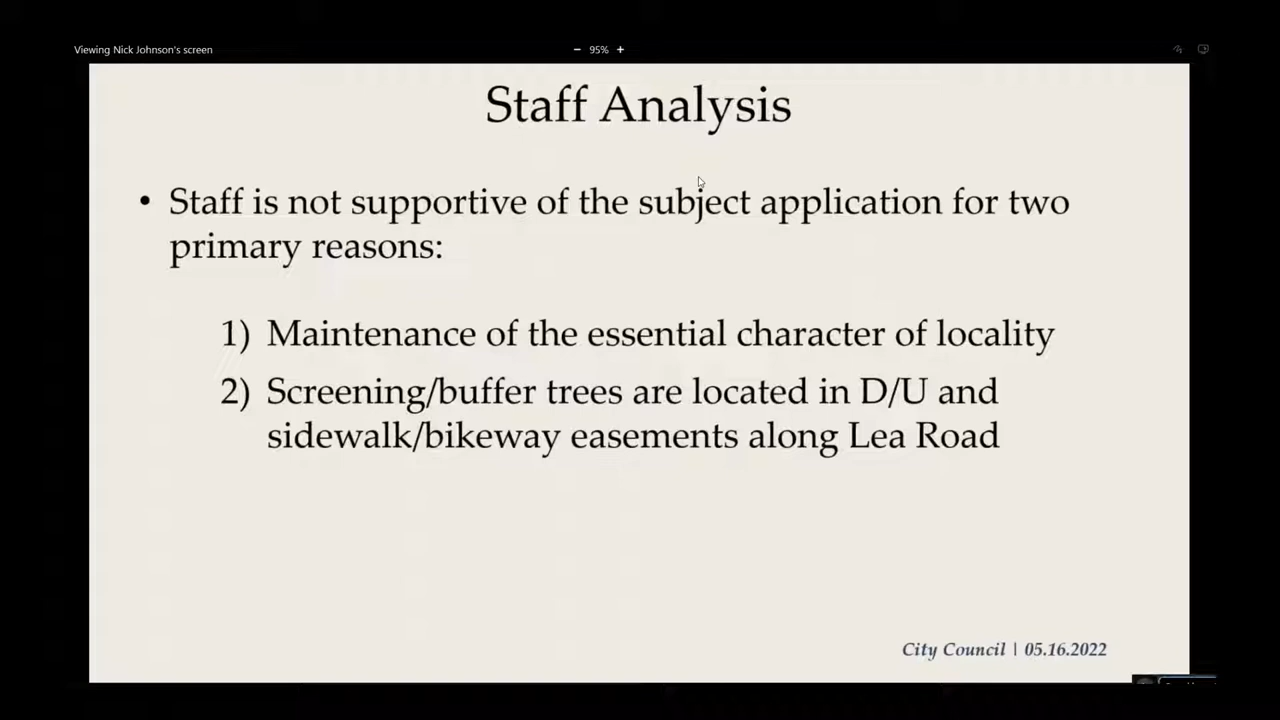 Viewing Nick Johnson's screen
− 95% +
Staff Analysis
• Staff is not supportive of the subject application for two
primary reasons:
1) Maintenance of the essential character of locality
2) Screening/buffer trees are located in D/U and
sidewalk/bikeway easements along Lea Road
City Council | 05.16.2022